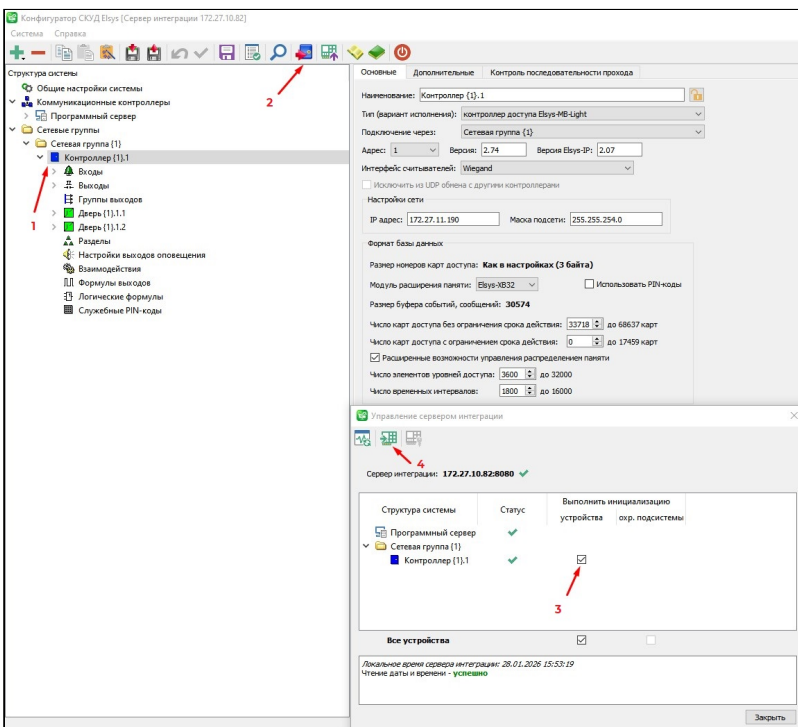 Конфигуратор СКУД Elsys [Сервер интеграции 172.27.10.82]
Система Справка
Структура системы
Общие настройки системы
Коммуникационные контроллеры
Программный сервер
Сетевые группы
Сетевая группа {1}
Контроллер {1}.1
Входы
Выходы
Группы выходов
Дверь {1}.1.1
Дверь {1}.1.2
Разделы
Настройки выходов оповещения
Взаимодействия
Формулы выходов
Логические формулы
Служебные PIN-коды
1
2
Основные Дополнительные Контроль последовательности прохода
Наименование: Контроллер {1}.1
Тип (вариант исполнения): контроллер доступа Elsys-MB-Light
Подключение через: Сетевая группа {1}
Адрес: 1 Версия: 2.74 Версия Elsys-IP: 2.07
Интерфейс считывателей: Wiegand
Исключить из UDP обмена с другими контроллерами
Настройки сети
IP адрес: 172.27.11.190 Маска подсети: 255.255.254.0
Формат базы данных
Размер номеров карт доступа: Как в настройках (3 байта)
Модуль расширения памяти: Elsys-XB32 Использовать PIN-коды
Размер буфера событий, сообщений: 30574
Число карт доступа без ограничения срока действия: 33718 до 68637 карт
Число карт доступа с ограничением срока действия: 0 до 17459 карт
Расширенные возможности управления распределением памяти
Число элементов уровней доступа: 3600 до 32000
Число временных интервалов: 1800 до 16000
Управление сервером интеграции
4
Сервер интеграции: 172.27.10.82:8080
Структура системы Статус Выполнить инициализацию
устройства охр. подсистемы
Программный сервер
Сетевая группа {1}
Контроллер {1}.1
3
Все устройства
Локальное время сервера интеграции: 28.01.2026 15:53:19
Чтение даты и времени - успешно
Закрыть